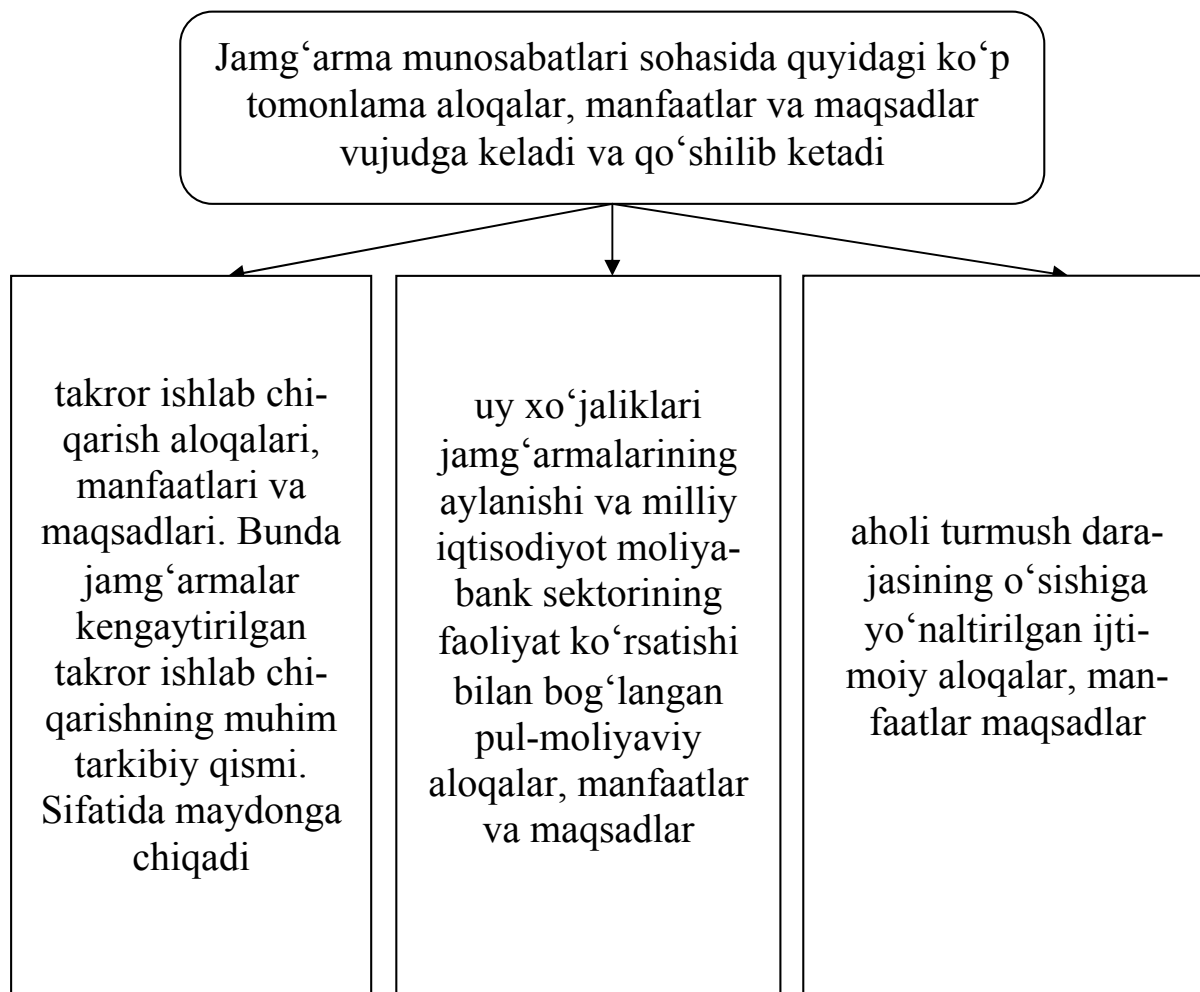 Jamg‘arma munosabatlari sohasida quyidagi ko‘p
tomonlama aloqalar, manfaatlar va maqsadlar
vujudga keladi va qo‘shilib ketadi
takror ishlab chi-
qarish aloqalari,
manfaatlari va
maqsadlari. Bunda
jamg‘armalar
kengaytirilgan
takror ishlab chi-
qarishning muhim
tarkibiy qismi.
Sifatida maydonga
chiqadi
uy xo‘jaliklari
jamg‘armalarining
aylanishi va milliy
iqtisodiyot moliya-
bank sektorining
faoliyat ko‘rsatishi
bilan bog‘langan
pul-moliyaviy
aloqalar, manfaatlar
va maqsadlar
aholi turmush dara-
jasining o‘sishiga
yo‘naltirilgan ijti-
moiy aloqalar, man-
faatlar maqsadlar